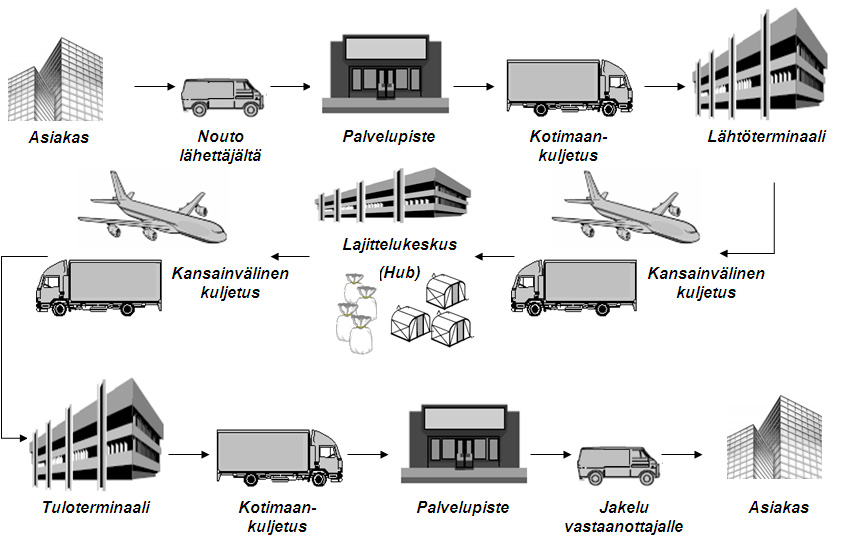 Asiakas
Nouto
lähettäjältä
Palvelupiste
Kotimaan-
kuljetus
Lähtöterminaali
Kansainvälinen
kuljetus
Lajittelukeskus
(Hub)
Kansainvälinen
kuljetus
Tuloterminaali
Kotimaan-
kuljetus
Palvelupiste
Jakelu
vastaanottajalle
Asiakas